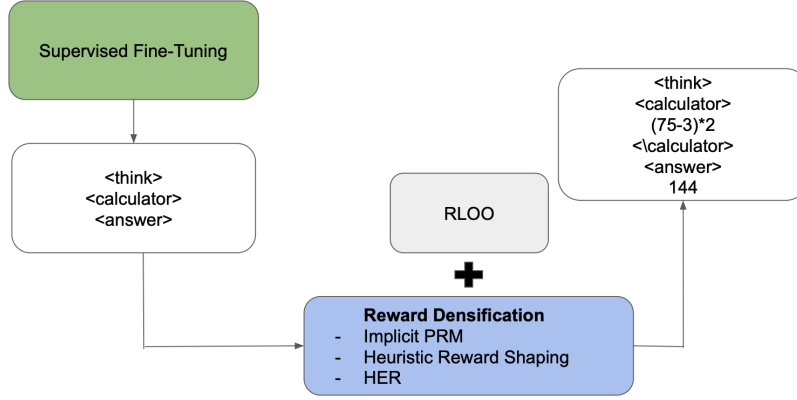 Supervised Fine-Tuning
<think>
<calculator>
<answer>
RLOO
Reward Densification
- Implicit PRM
- Heuristic Reward Shaping
- HER
<think>
<calculator>
(75-3)*2
<\calculator>
<answer>
144